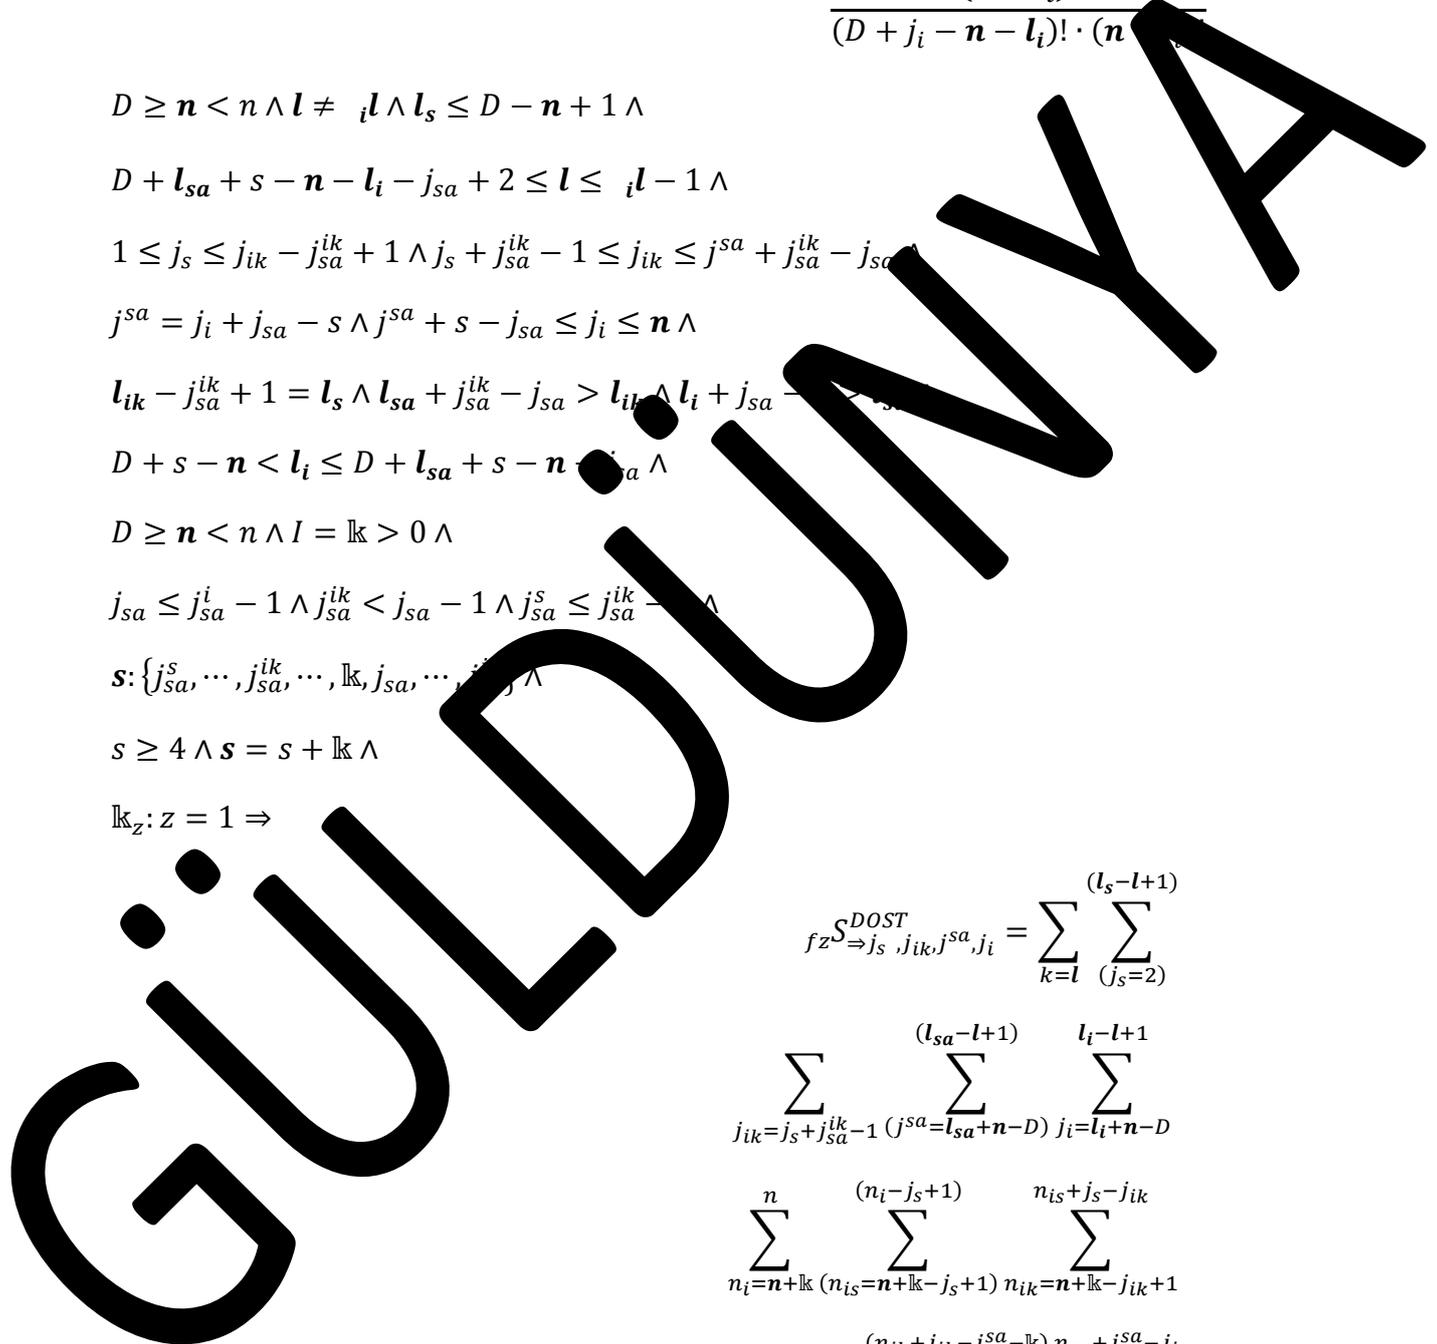 (D + j_i − n − l_i)! · (n
D ≥ n < n ∧ l ≠ _i l ∧ l_s ≤ D − n + 1 ∧
D + l_sa + s − n − l_i − j_sa + 2 ≤ l ≤ _i l − 1 ∧
1 ≤ j_s ≤ j_ik − j_sa^ik + 1 ∧ j_s + j_sa^ik − 1 ≤ j_ik ≤ j^sa + j_sa^ik − j_sa ∧
j^sa = j_i + j_sa − s ∧ j^sa + s − j_sa ≤ j_i ≤ n ∧
l_ik − j_sa^ik + 1 = l_s ∧ l_sa + j_sa^ik − j_sa > l_ik ∧ l_i + j_sa −
D + s − n < l_i ≤ D + l_sa + s − n − j_sa ∧
D ≥ n < n ∧ I = 𝕜 > 0 ∧
j_sa ≤ j_sa^i − 1 ∧ j_sa^ik < j_sa − 1 ∧ j_sa^s ≤ j_sa^ik − ∧
s: {j_sa^s, ⋯ , j_sa^ik, ⋯ , 𝕜, j_sa, ⋯ , ∧
s ≥ 4 ∧ s = s + 𝕜 ∧
𝕜_z: z = 1 ⇒
GÜLDÜNYA
_fz S_{⇒j_s ,j_ik,j^sa,j_i}^{DOST} = ∑_{k=l} ∑_{(j_s=2)}^{(l_s−l+1)}
∑_{j_ik=j_s+j_sa^ik−1} ∑_{(j^sa=l_sa+n−D)}^{(l_sa−l+1)} ∑_{j_i=l_i+n−D}^{l_i−l+1}
∑_{n_i=n+𝕜}^{n} ∑_{(n_is=n+𝕜−j_s+1)}^{(n_i−j_s+1)} ∑_{n_ik=n+𝕜−j_ik+1}^{n_is+j_s−j_ik}